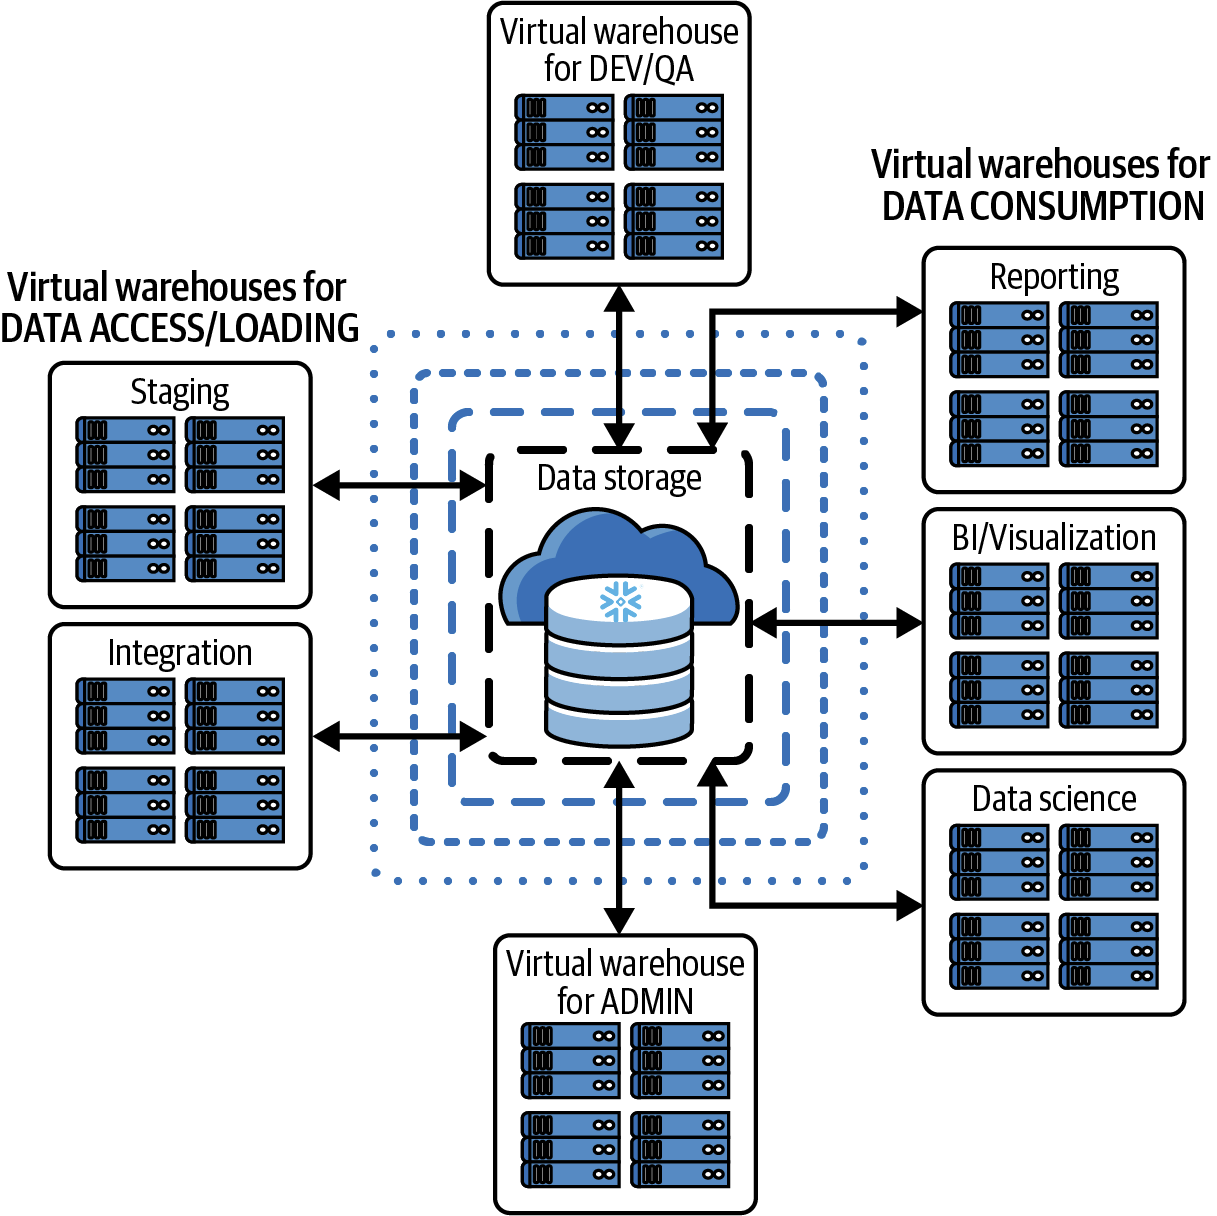 Virtual warehouse
for DEV/QA
Virtual warehouses for
DATA CONSUMPTION
Reporting
Virtual warehouses for
DATA ACCESS/LOADING
Staging
Data storage
BI/Visualization
Integration
Data science
Virtual warehouse
for ADMIN